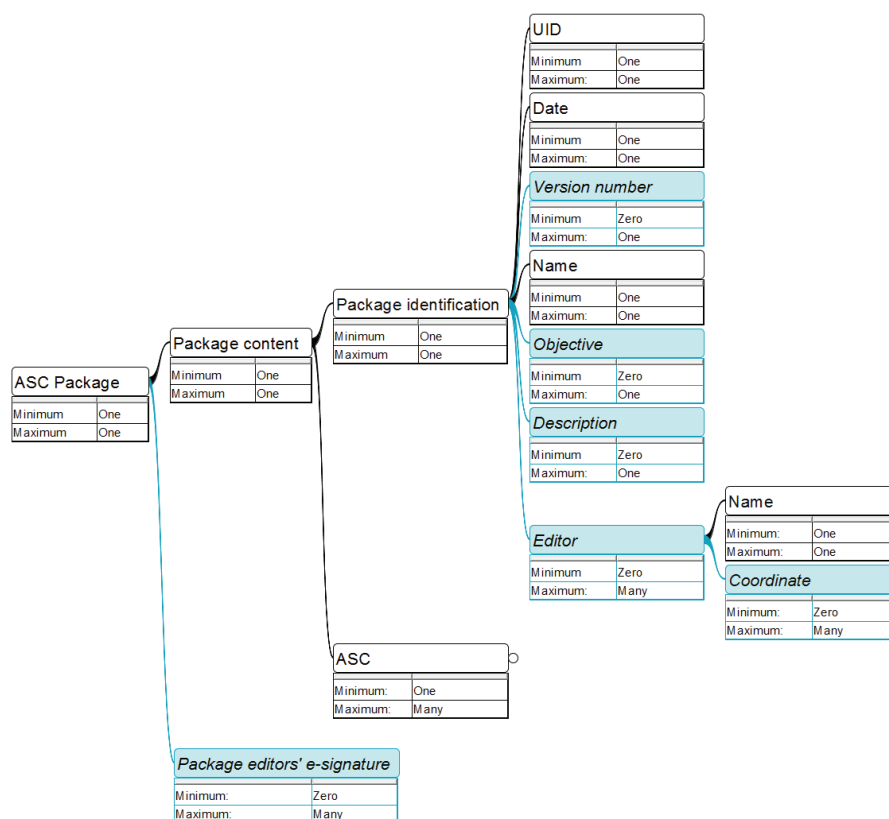 UID
Minimum One
Maximum: One
Date
Minimum One
Maximum: One
Version number
Minimum Zero
Maximum: One
Name
Minimum One
Maximum: One
Package identification
Minimum One
Maximum One
Objective
Minimum Zero
Maximum: One
Package content
Minimum One
Maximum One
ASC Package
Minimum One
Maximum One
Description
Minimum Zero
Maximum: One
Editor
Minimum Zero
Maximum: Many
Name
Minimum: One
Maximum: One
Coordinate
Minimum: Zero
Maximum: Many
ASC
Minimum: One
Maximum: Many
Package editors' e-signature
Minimum: Zero
Maximum: Many